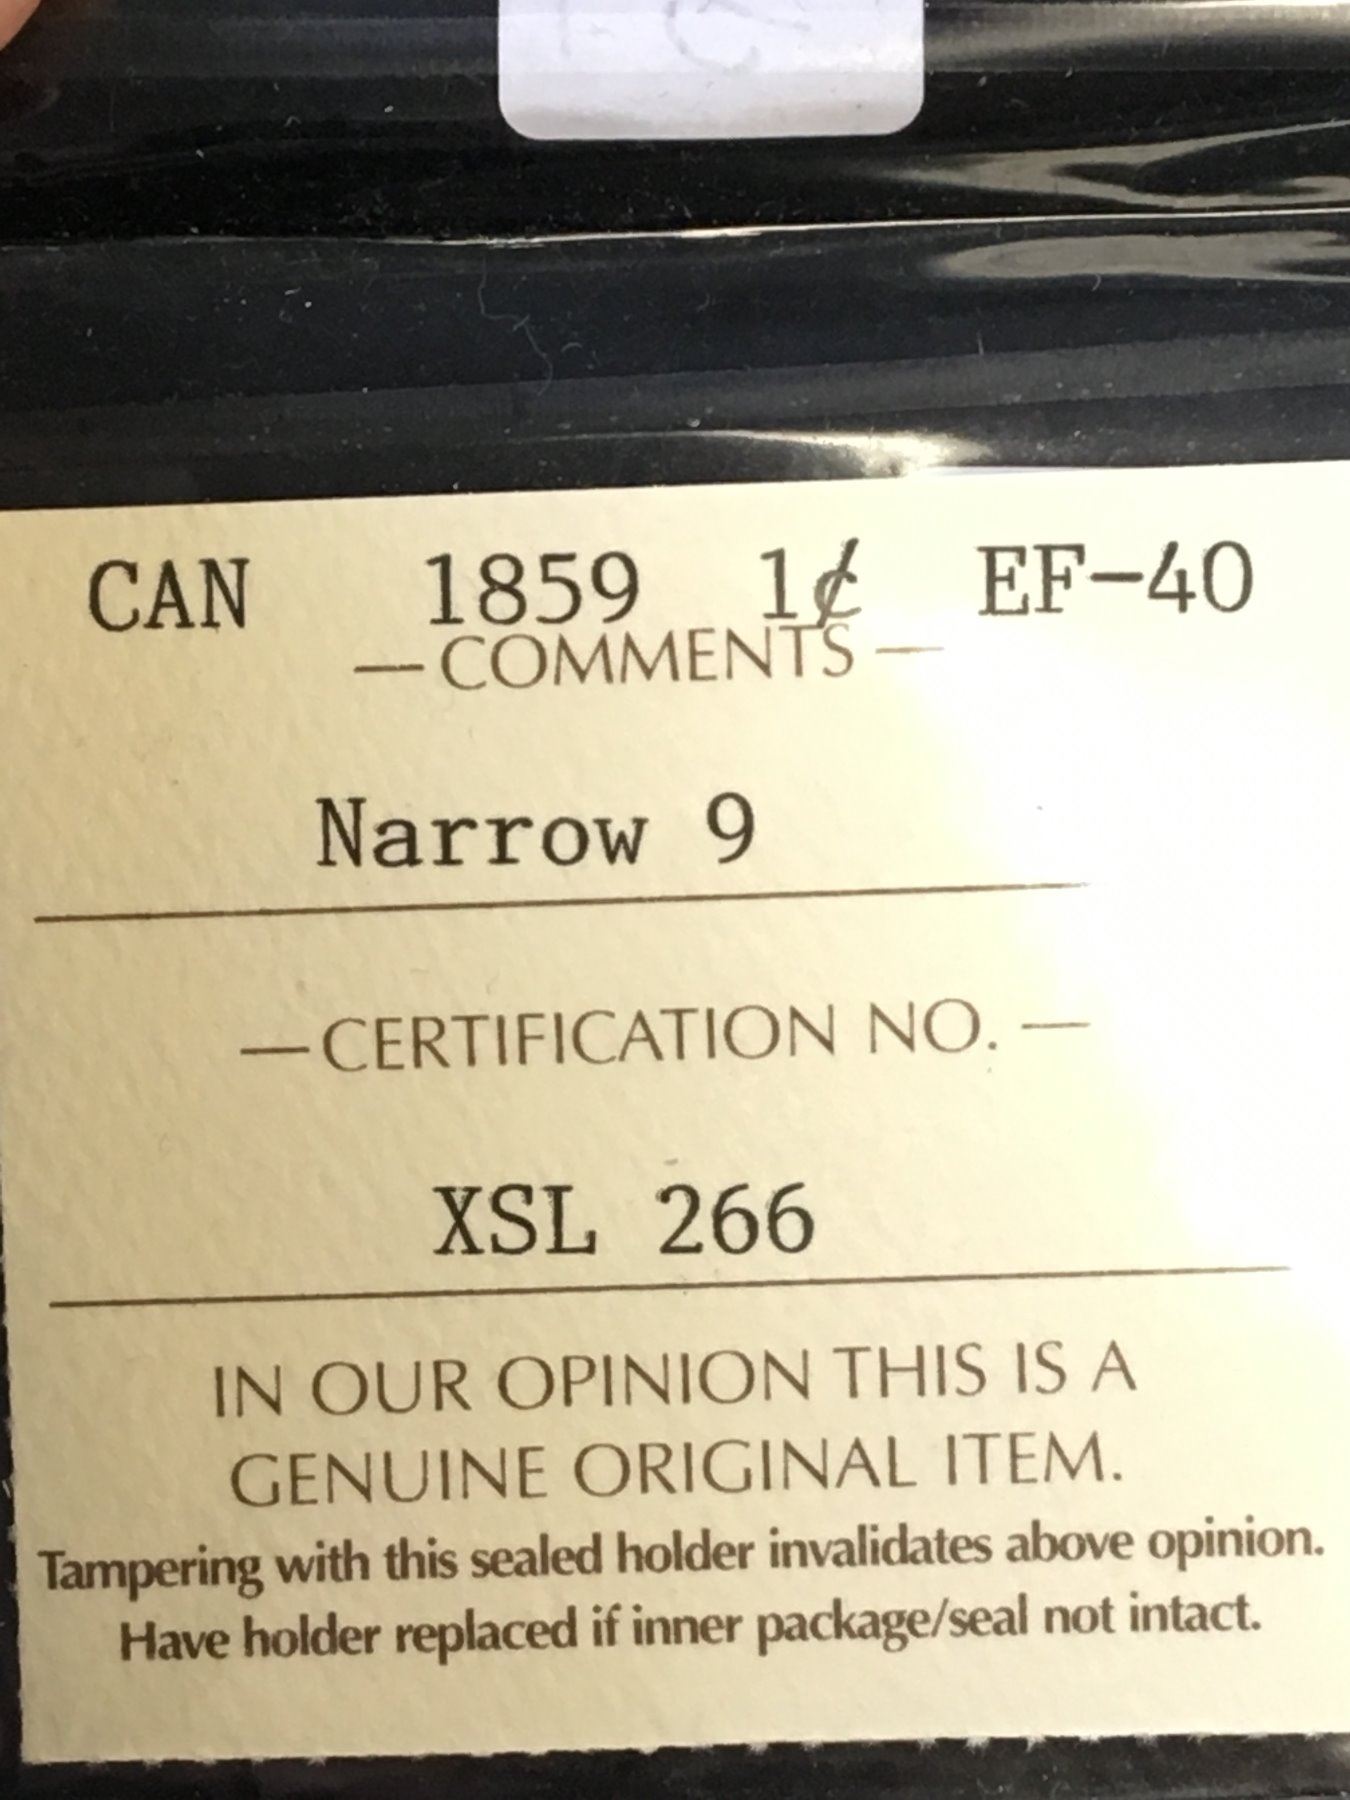 CAN 1859 1¢ EF-40
— COMMENTS —
Narrow 9
— CERTIFICATION NO. —
XSL 266
IN OUR OPINION THIS IS A
GENUINE ORIGINAL ITEM.
Tampering with this sealed holder invalidates above opinion.
Have holder replaced if inner package/seal not intact.